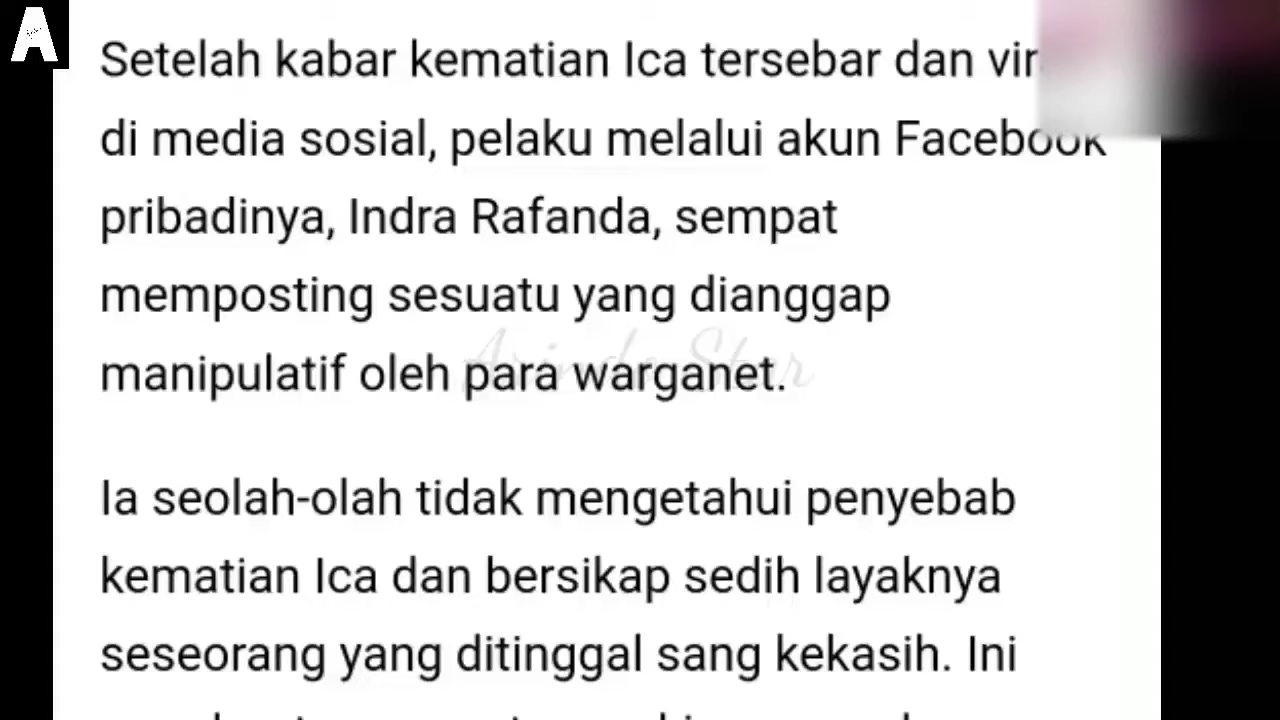 A
Setelah kabar kematian Ica tersebar dan
di media sosial, pelaku melalui akun Facebook
pribadinya, Indra Rafanda, sempat
memposting sesuatu yang dianggap
manipulatif oleh para warganet.
Ia seolah-olah tidak mengetahui penyebab
kematian Ica dan bersikap sedih layaknya
seseorang yang ditinggal sang kekasih. Ini